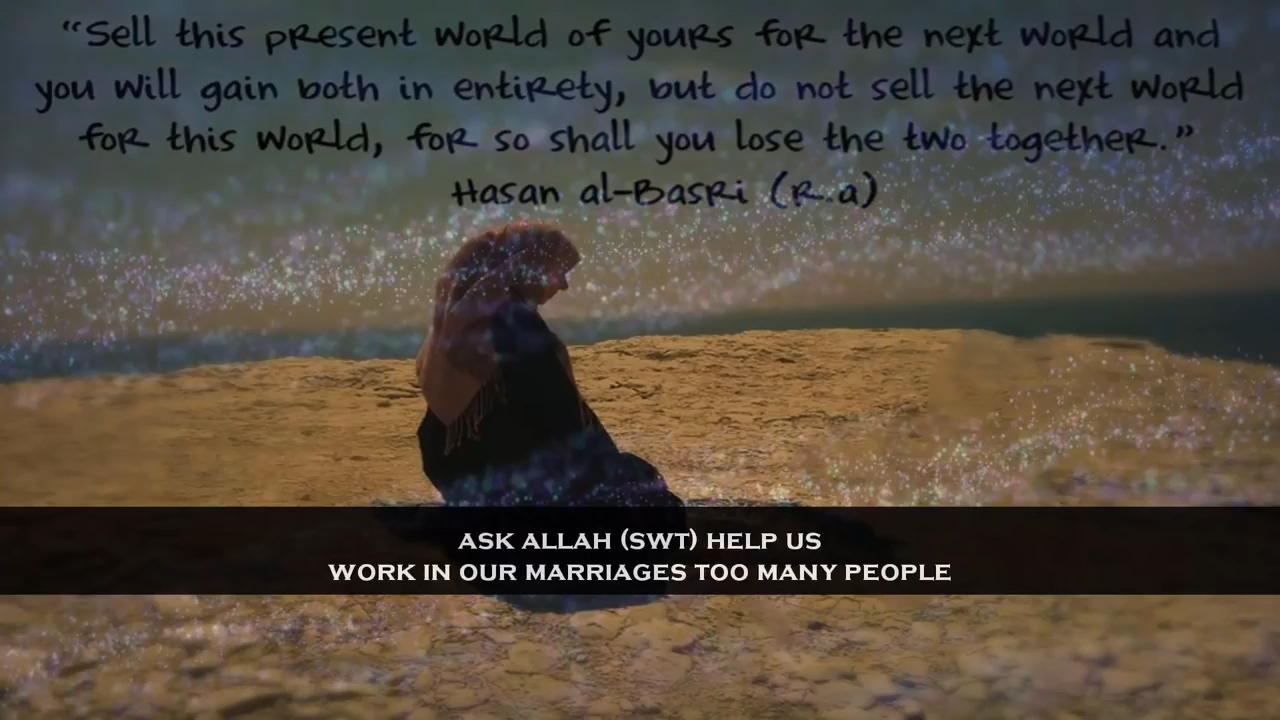 “Sell this present world of yours for the next world and
you will gain both in entirety, but do not sell the next world
for this world, for so shall you lose the two together.”
Hasan al-Basri (R.a)
ASK ALLAH (SWT) HELP US
WORK IN OUR MARRIAGES TOO MANY PEOPLE